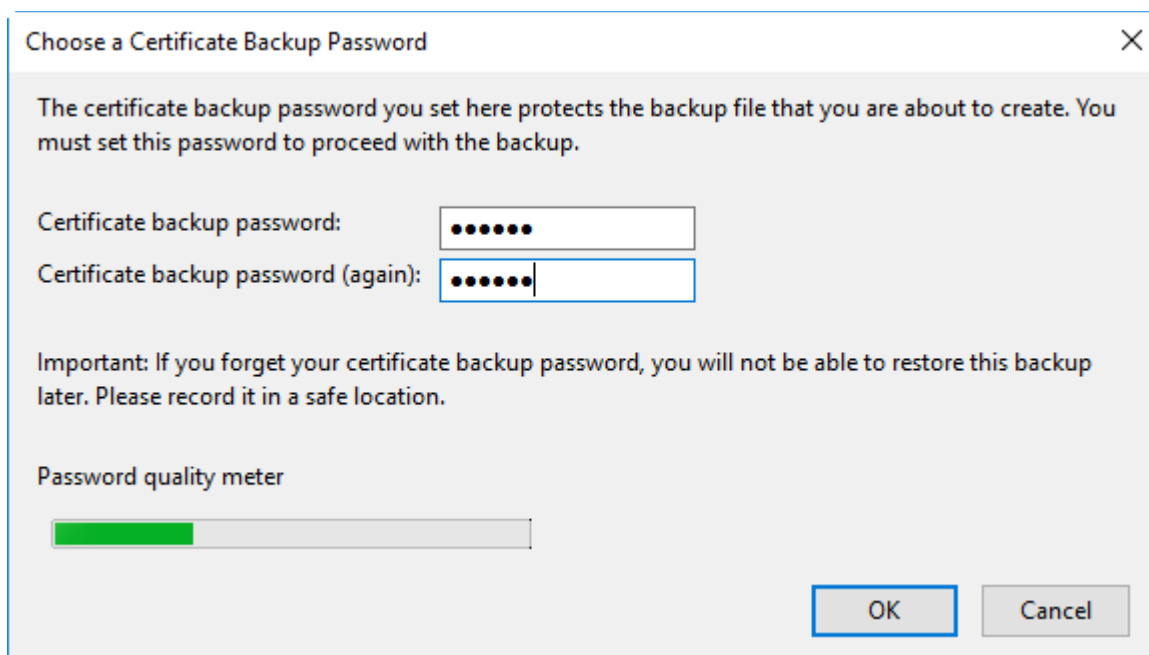 Choose a Certificate Backup Password
The certificate backup password you set here protects the backup file that you are about to create. You
must set this password to proceed with the backup.
Certificate backup password: ●●●●●●
Certificate backup password (again): ●●●●●●
Important: If you forget your certificate backup password, you will not be able to restore this backup
later. Please record it in a safe location.
Password quality meter
OK Cancel